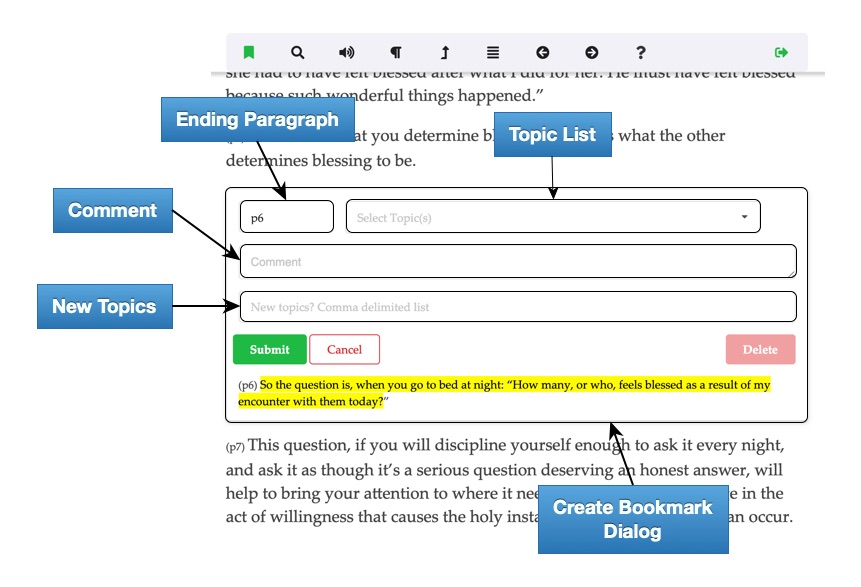 ?
she had to have felt blessed after what I did for her. He must have felt blessed
because such wonderful things happened.”
Ending Paragraph
Topic List
at you determine bl s what the other
determines blessing to be.
Comment
p6
Select Topic(s)
Comment
New Topics
New topics? Comma delimited list
Submit
Cancel
Delete
(p6) So the question is, when you go to bed at night: “How many, or who, feels blessed as a result of my
encounter with them today?”
(p7) This question, if you will discipline yourself enough to ask it every night,
and ask it as though it’s a serious question deserving an honest answer, will
help to bring your attention to where it nee e in the
act of willingness that causes the holy insta an occur.
Create Bookmark
Dialog